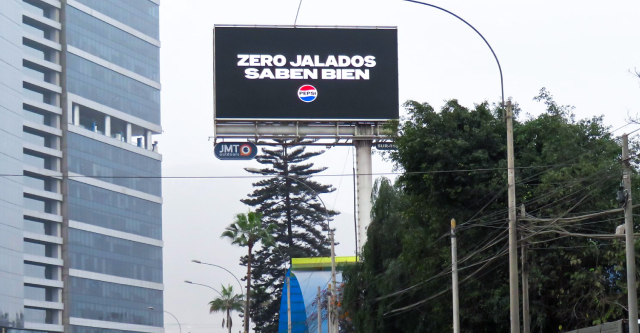 ZERO JALADOS
SABEN BIEN
PEPSI
JMT